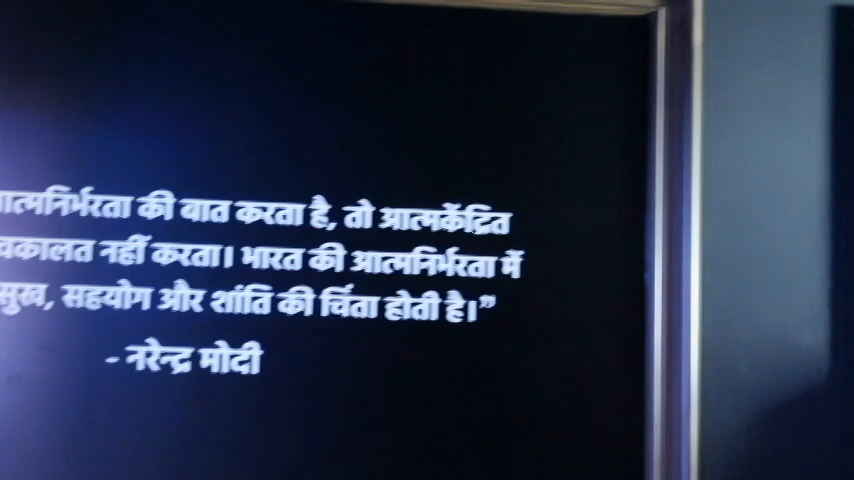 आत्मनिर्भरता की बात करता है, तो आत्मकेंद्रित
वकालत नहीं करता। भारत की आत्मनिर्भरता में
सुख, सहयोग और शांति की चिंता होती है।”
- नरेन्द्र मोदी